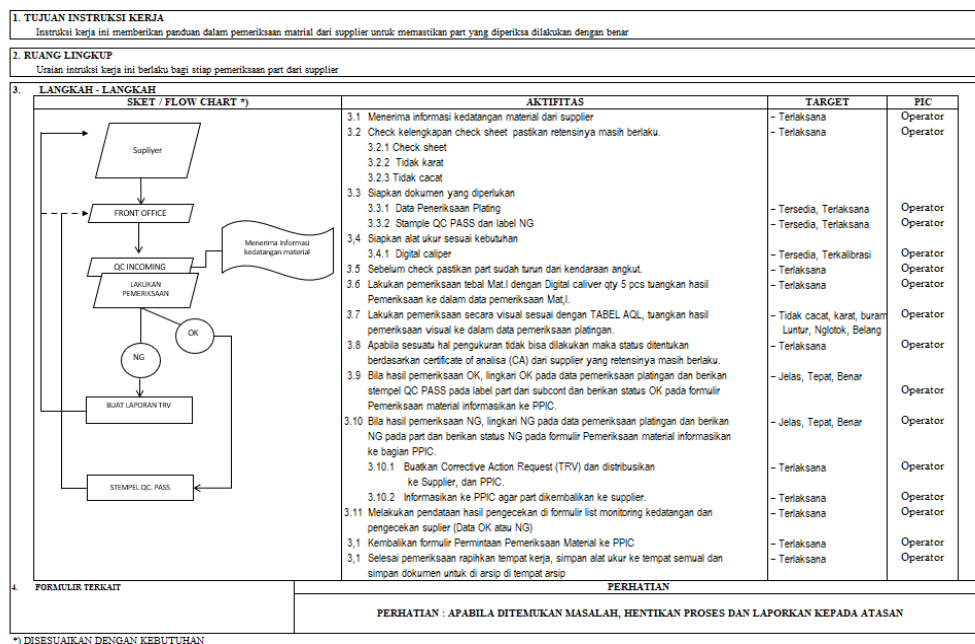 1. TUJUAN INSTRUKSI KERJA
Instruksi kerja ini memberikan panduan dalam pemeriksaan matrial dari supplier untuk memastikan part yang diperiksa dilakukan dengan benar
2. RUANG LINGKUP
Uraian intruksi kerja ini berlaku bagi stiap pemeriksaan part dari supplier
3. LANGKAH - LANGKAH
SKET / FLOW CHART *)
Supliyer
FRONT OFFICE
Menerima Informasi
kedatangan material
QC INCOMING
LAKUKAN
PEMERIKSAAN
OK
NG
BUAT LAPORAN TRV
STEMPEL QC. PASS
AKTIFITAS TARGET PIC
3.1 Menerima informasi kedatangan material dari supplier – Terlaksana Operator
3.2 Check kelengkapan check sheet pastikan retensinya masih berlaku. – Terlaksana Operator
3.2.1 Check sheet
3.2.2 Tidak karat
3.2.3 Tidak cacat
3.3 Siapkan dokumen yang diperlukan
3.3.1 Data Peneriksaan Plating – Tersedia, Terlaksana Operator
3.3.2 Stample QC PASS dan label NG – Tersedia, Terlaksana Operator
3,4 Siapkan alat ukur sesuai kebutuhan
3.4.1 Digital caliper – Tersedia, Terkalibrasi Operator
3.5 Sebelum check pastikan part sudah turun dari kendaraan angkut. – Terlaksana Operator
3.6 Lakukan pemeriksaan tebal Mat.l dengan Digital caliver qty 5 pcs tuangkan hasil – Terlaksana Operator
Pemeriksaan ke dalam data pemeriksaan Mat,l.
3.7 Lakukan pemeriksaan secara visual sesuai dengan TABEL AQL, tuangkan hasil – Tidak cacat, karat, buram Operator
pemeriksaan visual ke dalam data pemeriksaan platingan. Luntur, Nglotok, Belang
3.8 Apabila sesuatu hal pengukuran tidak bisa dilakukan maka status ditentukan – Terlaksana Operator
berdasarkan certificate of analisa (CA) dari supplier yang retensinya masih berlaku.
3.9 Bila hasil pemeriksaan OK, lingkari OK pada data pemeriksaan platingan dan berikan – Jelas, Tepat, Benar
stempel QC PASS pada label part dari subcont dan berikan status OK pada formulir Operator
Pemeriksaan material informasikan ke PPIC.
3.10 Bila hasil pemeriksaan NG, lingkari NG pada data pemeriksaan platingan dan berikan – Jelas, Tepat, Benar Operator
NG pada part dan berikan status NG pada formulir Pemeriksaan material informasikan
ke bagian PPIC.
3.10.1 Buatkan Corrective Action Request (TRV) dan distribusikan – Terlaksana Operator
ke Supplier, dan PPIC.
3.10.2 Informasikan ke PPIC agar part dikembalikan ke supplier. – Terlaksana Operator
3.11 Melakukan pendataan hasil pengecekan di formulir list monitoring kedatangan dan – Terlaksana Operator
pengecekan suplier (Data OK atau NG)
3,1 Kembalikan formulir Permintaan Pemeriksaan Material ke PPIC – Terlaksana Operator
3,1 Selesai pemeriksaan rapihkan tempat kerja, simpan alat ukur ke tempat semual dan – Terlaksana Operator
simpan dokumen untuk di arsip di tempat arsip
4. FORMULIR TERKAIT
PERHATIAN
PERHATIAN : APABILA DITEMUKAN MASALAH, HENTIKAN PROSES DAN LAPORKAN KEPADA ATASAN
*) DISESUAIKAN DENGAN KEBUTUHAN